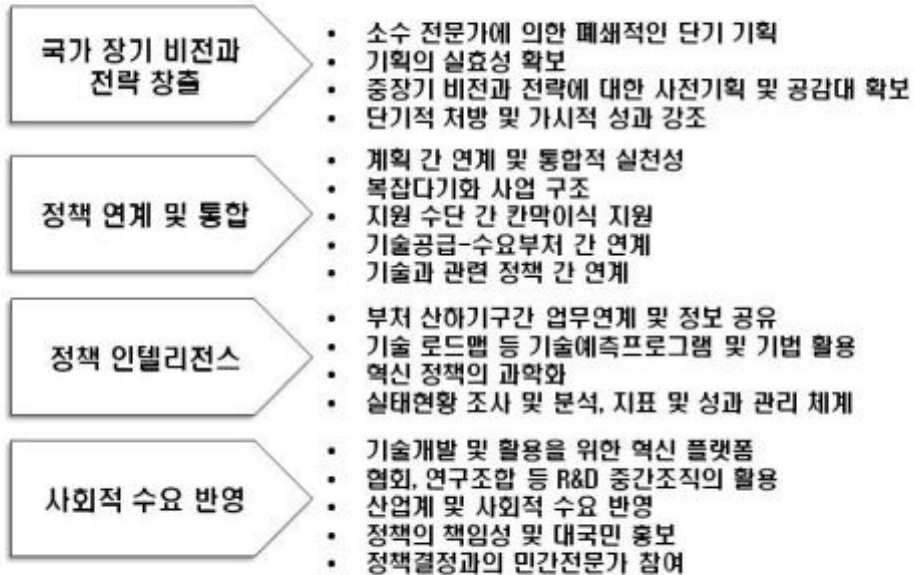 국가 장기 비전과
전략 창출
• 소수 전문가에 의한 폐쇄적인 단기 기획
• 기획의 실효성 확보
• 중장기 비전과 전략에 대한 사전기획 및 공감대 확보
• 단기적 처방 및 가시적 성과 강조
정책 연계 및 통합
• 계획 간 연계 및 통합적 실천성
• 복잡다기화 사업 구조
• 지원 수단 간 칸막이식 지원
• 기술공급-수요부처 간 연계
• 기술과 관련 정책 간 연계
정책 인텔리전스
• 부처 산하기구간 업무연계 및 정보 공유
• 기술 로드맵 등 기술예측프로그램 및 기법 활용
• 혁신 정책의 과학화
• 실태현황 조사 및 분석, 지표 및 성과 관리 체계
사회적 수요 반영
• 기술개발 및 활용을 위한 혁신 플랫폼
• 협회, 연구조합 등 R&D 중간조직의 활용
• 산업계 및 사회적 수요 반영
• 정책의 책임성 및 대국민 홍보
• 정책결정과의 민간전문가 참여